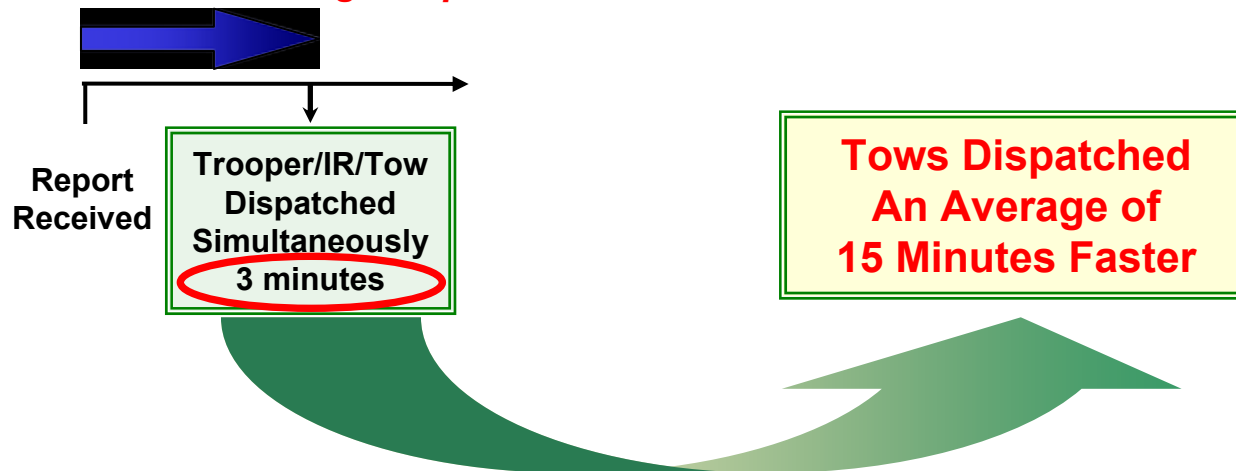 Report
Received
Trooper/IR/Tow
Dispatched
Simultaneously
3 minutes
Tows Dispatched
An Average of
15 Minutes Faster